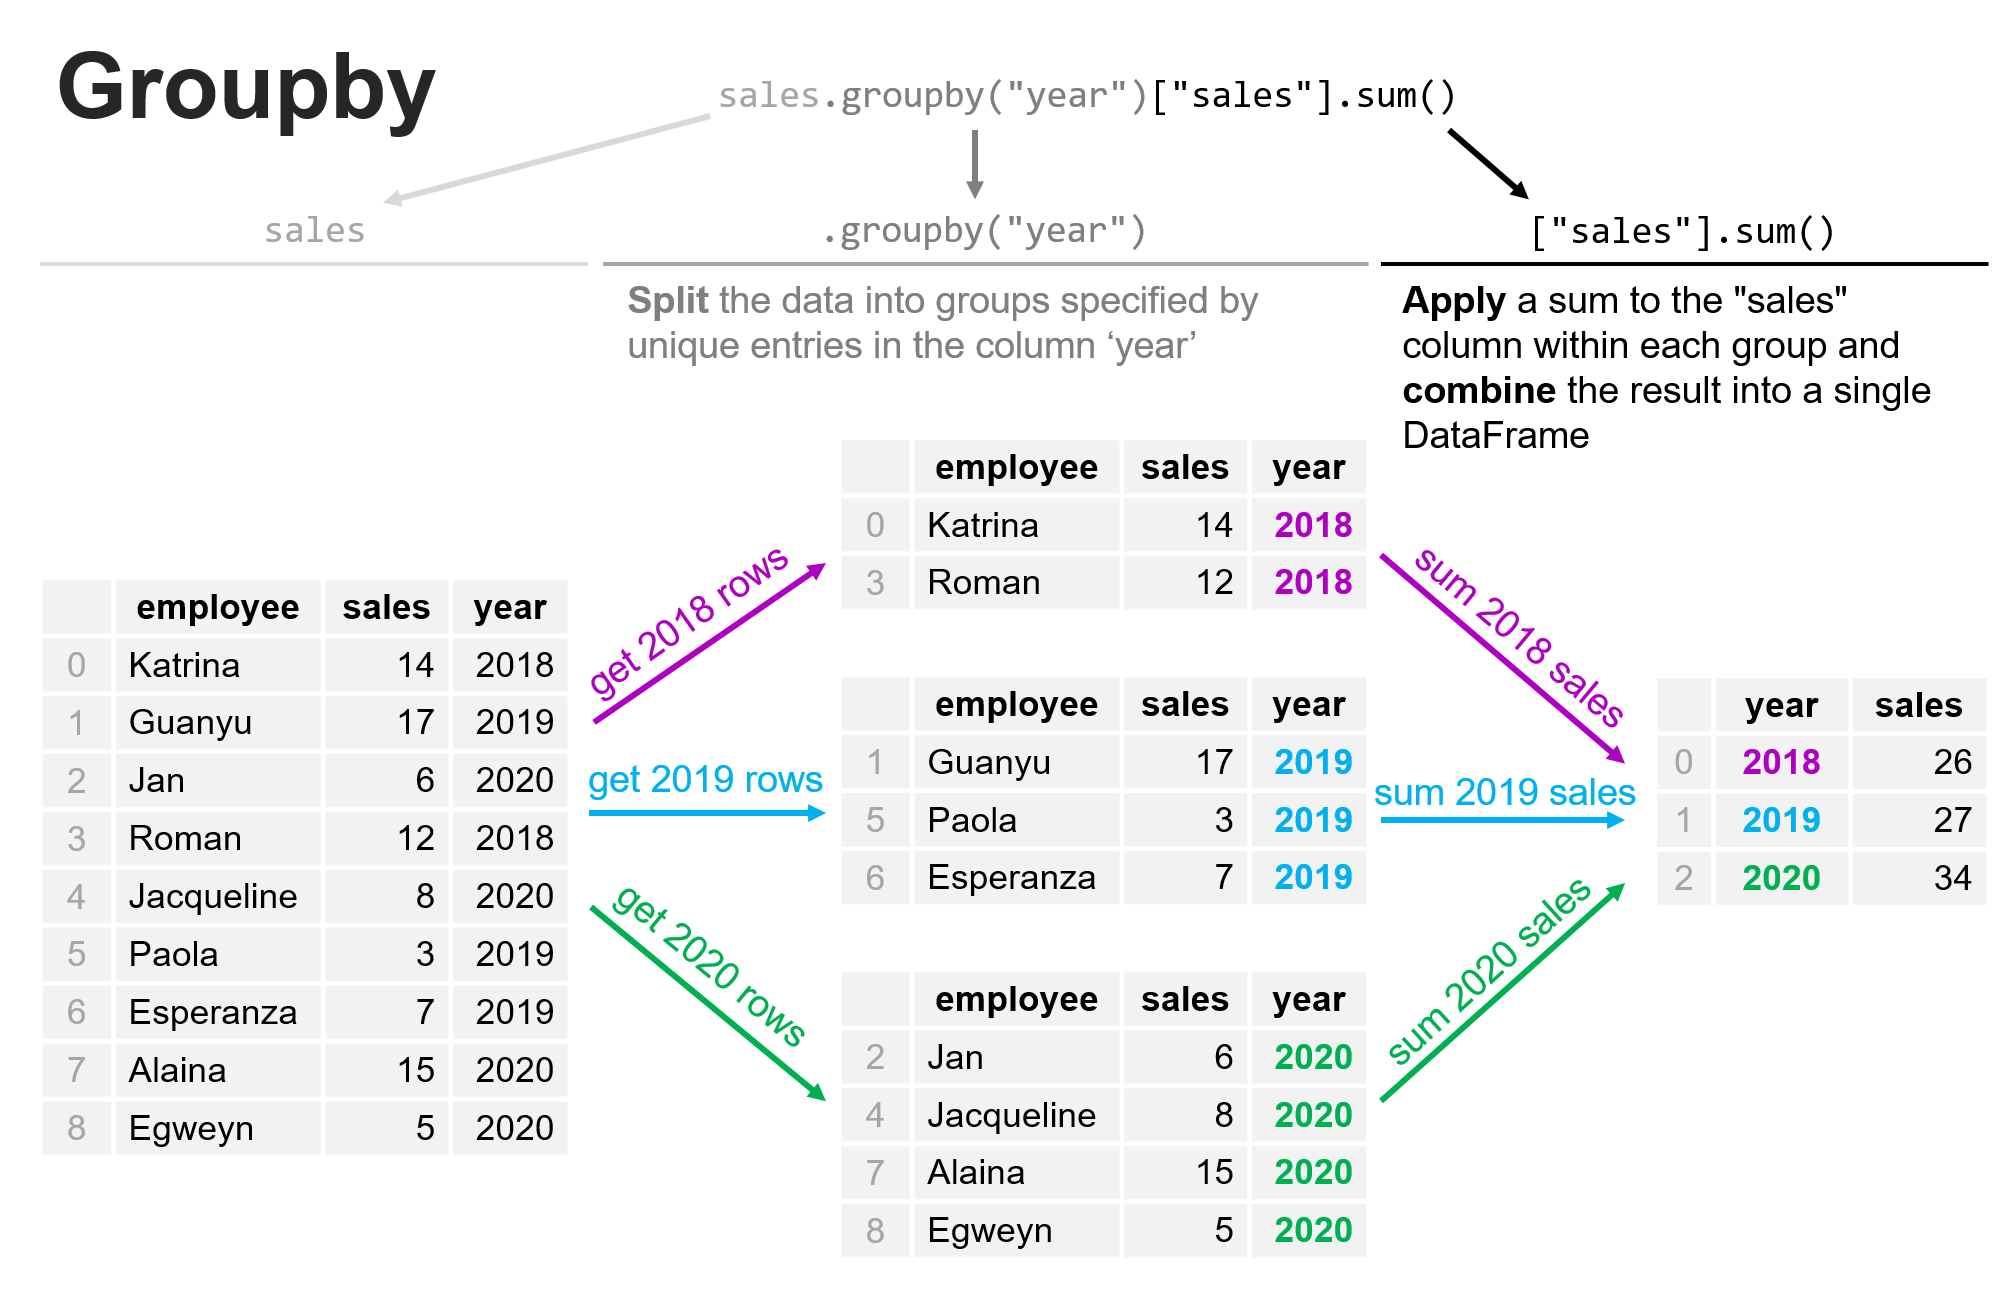 Groupby
sales.groupby("year")["sales"].sum()
sales
.groupby("year")
["sales"].sum()
Split the data into groups specified by
unique entries in the column ‘year’
Apply a sum to the "sales"
column within each group and
combine the result into a single
DataFrame
employee sales year
0 Katrina 14 2018
1 Guanyu 17 2019
2 Jan 6 2020
3 Roman 12 2018
4 Jacqueline 8 2020
5 Paola 3 2019
6 Esperanza 7 2019
7 Alaina 15 2020
8 Egweyn 5 2020
get 2018 rows
get 2019 rows
get 2020 rows
employee sales year
0 Katrina 14 2018
3 Roman 12 2018
employee sales year
1 Guanyu 17 2019
5 Paola 3 2019
6 Esperanza 7 2019
employee sales year
2 Jan 6 2020
4 Jacqueline 8 2020
7 Alaina 15 2020
8 Egweyn 5 2020
sum 2018 sales
sum 2019 sales
sum 2020 sales
year sales
0 2018 26
1 2019 27
2 2020 34